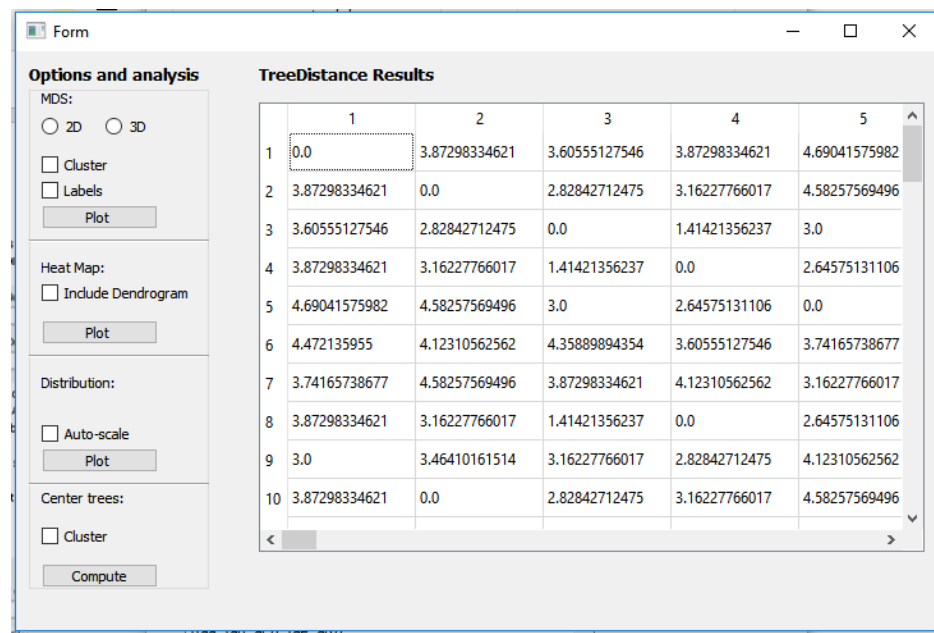 Form
Options and analysis
MDS:
2D 3D
Cluster
Labels
Plot
Heat Map:
Include Dendrogram
Plot
Distribution:
Auto-scale
Plot
Center trees:
Cluster
Compute
TreeDistance Results
1 2 3 4 5
1 0.0 3.87298334621 3.60555127546 3.87298334621 4.69041575982
2 3.87298334621 0.0 2.82842712475 3.16227766017 4.58257569496
3 3.60555127546 2.82842712475 0.0 1.41421356237 3.0
4 3.87298334621 3.16227766017 1.41421356237 0.0 2.64575131106
5 4.69041575982 4.58257569496 3.0 2.64575131106 0.0
6 4.472135955 4.12310562562 4.35889894354 3.60555127546 3.74165738677
7 3.74165738677 4.58257569496 3.87298334621 4.12310562562 3.16227766017
8 3.87298334621 3.16227766017 1.41421356237 0.0 2.64575131106
9 3.0 3.46410161514 3.16227766017 2.82842712475 4.12310562562
10 3.87298334621 0.0 2.82842712475 3.16227766017 4.58257569496